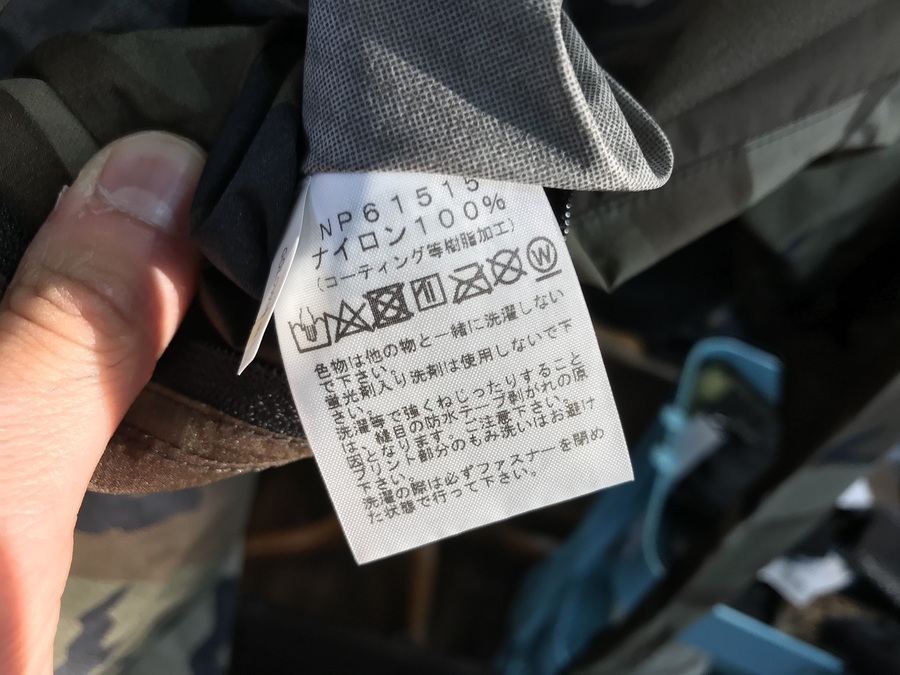 NP61515
ナイロン100%
(コーティング等樹脂加工)
W
色物は他の物と一緒に洗濯しない
で下さい。
蛍光剤入り洗剤は使用しないで下
さい。
洗濯等で強くねじったりすること
は、縫目の防水テープ剥がれの原
因となります。ご注意下さい。
プリント部分のもみ洗いはお避け
下さい。
洗濯の際は必ずファスナーを閉め
た状態で行って下さい。